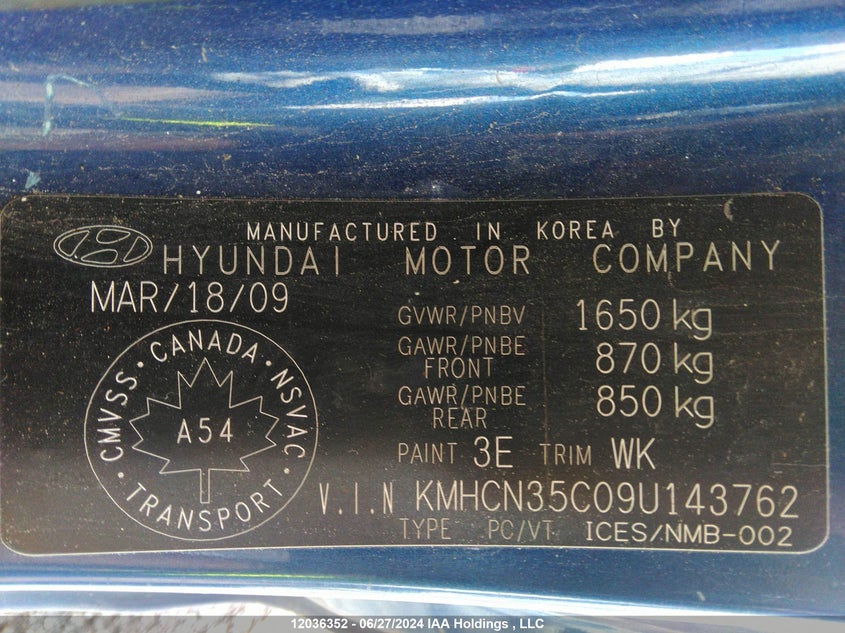 MANUFACTURED IN KOREA BY
HYUNDAI MOTOR COMPANY
MAR/18/09
GVWR/PNBV 1650 kg
GAWR/PNBE FRONT 870 kg
GAWR/PNBE REAR 850 kg
CMVSS • CANADA • NSVAC • TRANSPORT •
A54
PAINT 3E TRIM WK
V.I.N KMHCN35C09U143762
TYPE PC/VT ICES/NMB-002
12036352 - 06/27/2024 IAA Holdings , LLC